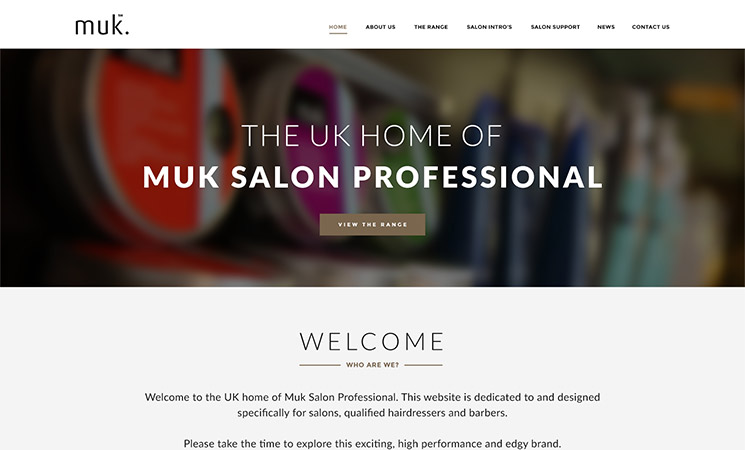 muk.™
HOME ABOUT US THE RANGE SALON INTRO'S SALON SUPPORT NEWS CONTACT US
THE UK HOME OF
MUK SALON PROFESSIONAL
VIEW THE RANGE
WELCOME
WHO ARE WE?
Welcome to the UK home of Muk Salon Professional. This website is dedicated to and designed
specifically for salons, qualified hairdressers and barbers.
Please take the time to explore this exciting, high performance and edgy brand.